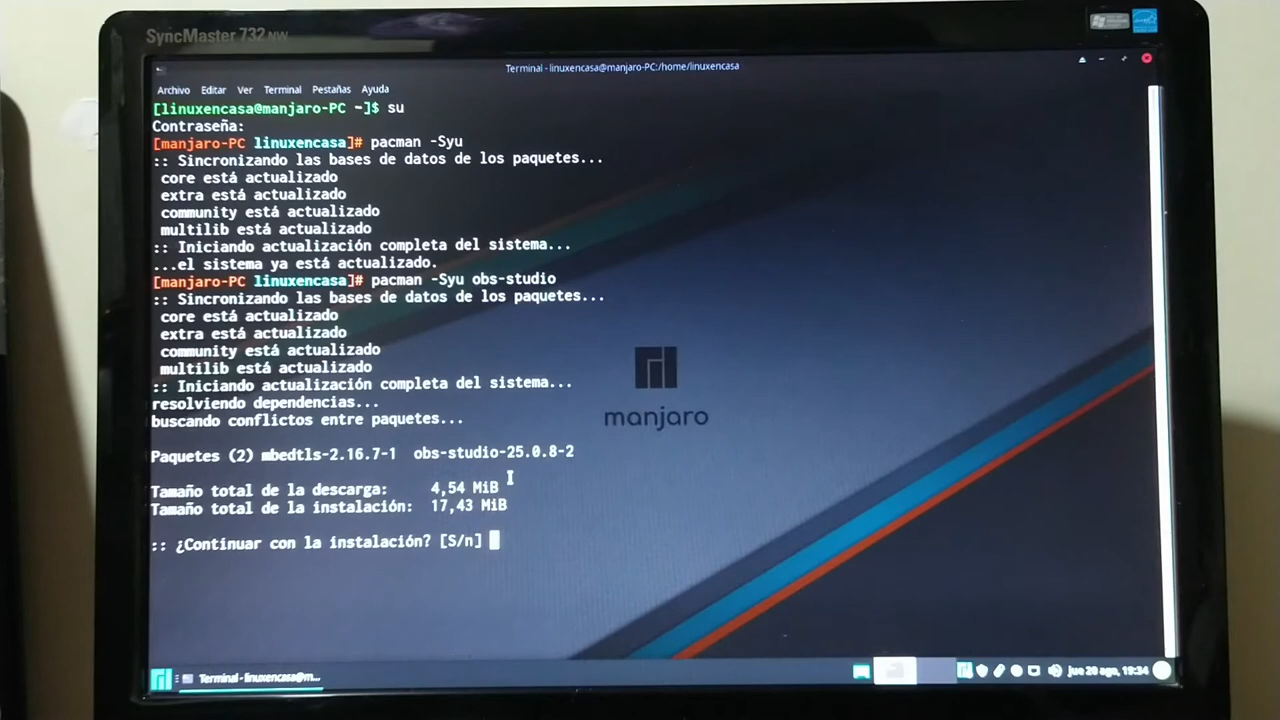 SyncMaster 732NW
Terminal - linuxencasa@manjaro-PC:/home/linuxencasa
Archivo Editar Ver Terminal Pestañas Ayuda
[linuxencasa@manjaro-PC ~]$ su
Contraseña:
[manjaro-PC linuxencasa]# pacman -Syu
:: Sincronizando las bases de datos de los paquetes...
core está actualizado
extra está actualizado
community está actualizado
multilib está actualizado
:: Iniciando actualización completa del sistema...
...el sistema ya está actualizado.
[manjaro-PC linuxencasa]# pacman -Syu obs-studio
:: Sincronizando las bases de datos de los paquetes...
core está actualizado
extra está actualizado
community está actualizado
multilib está actualizado
:: Iniciando actualización completa del sistema...
resolviendo dependencias...
buscando conflictos entre paquetes...
Paquetes (2) mbedtls-2.16.7-1 obs-studio-25.0.8-2
Tamaño total de la descarga: 4,54 MiB
Tamaño total de la instalación: 17,43 MiB
:: ¿Continuar con la instalación? [S/n]
manjaro
Terminal - linuxencasa@m...
jue 20 ago, 19:34